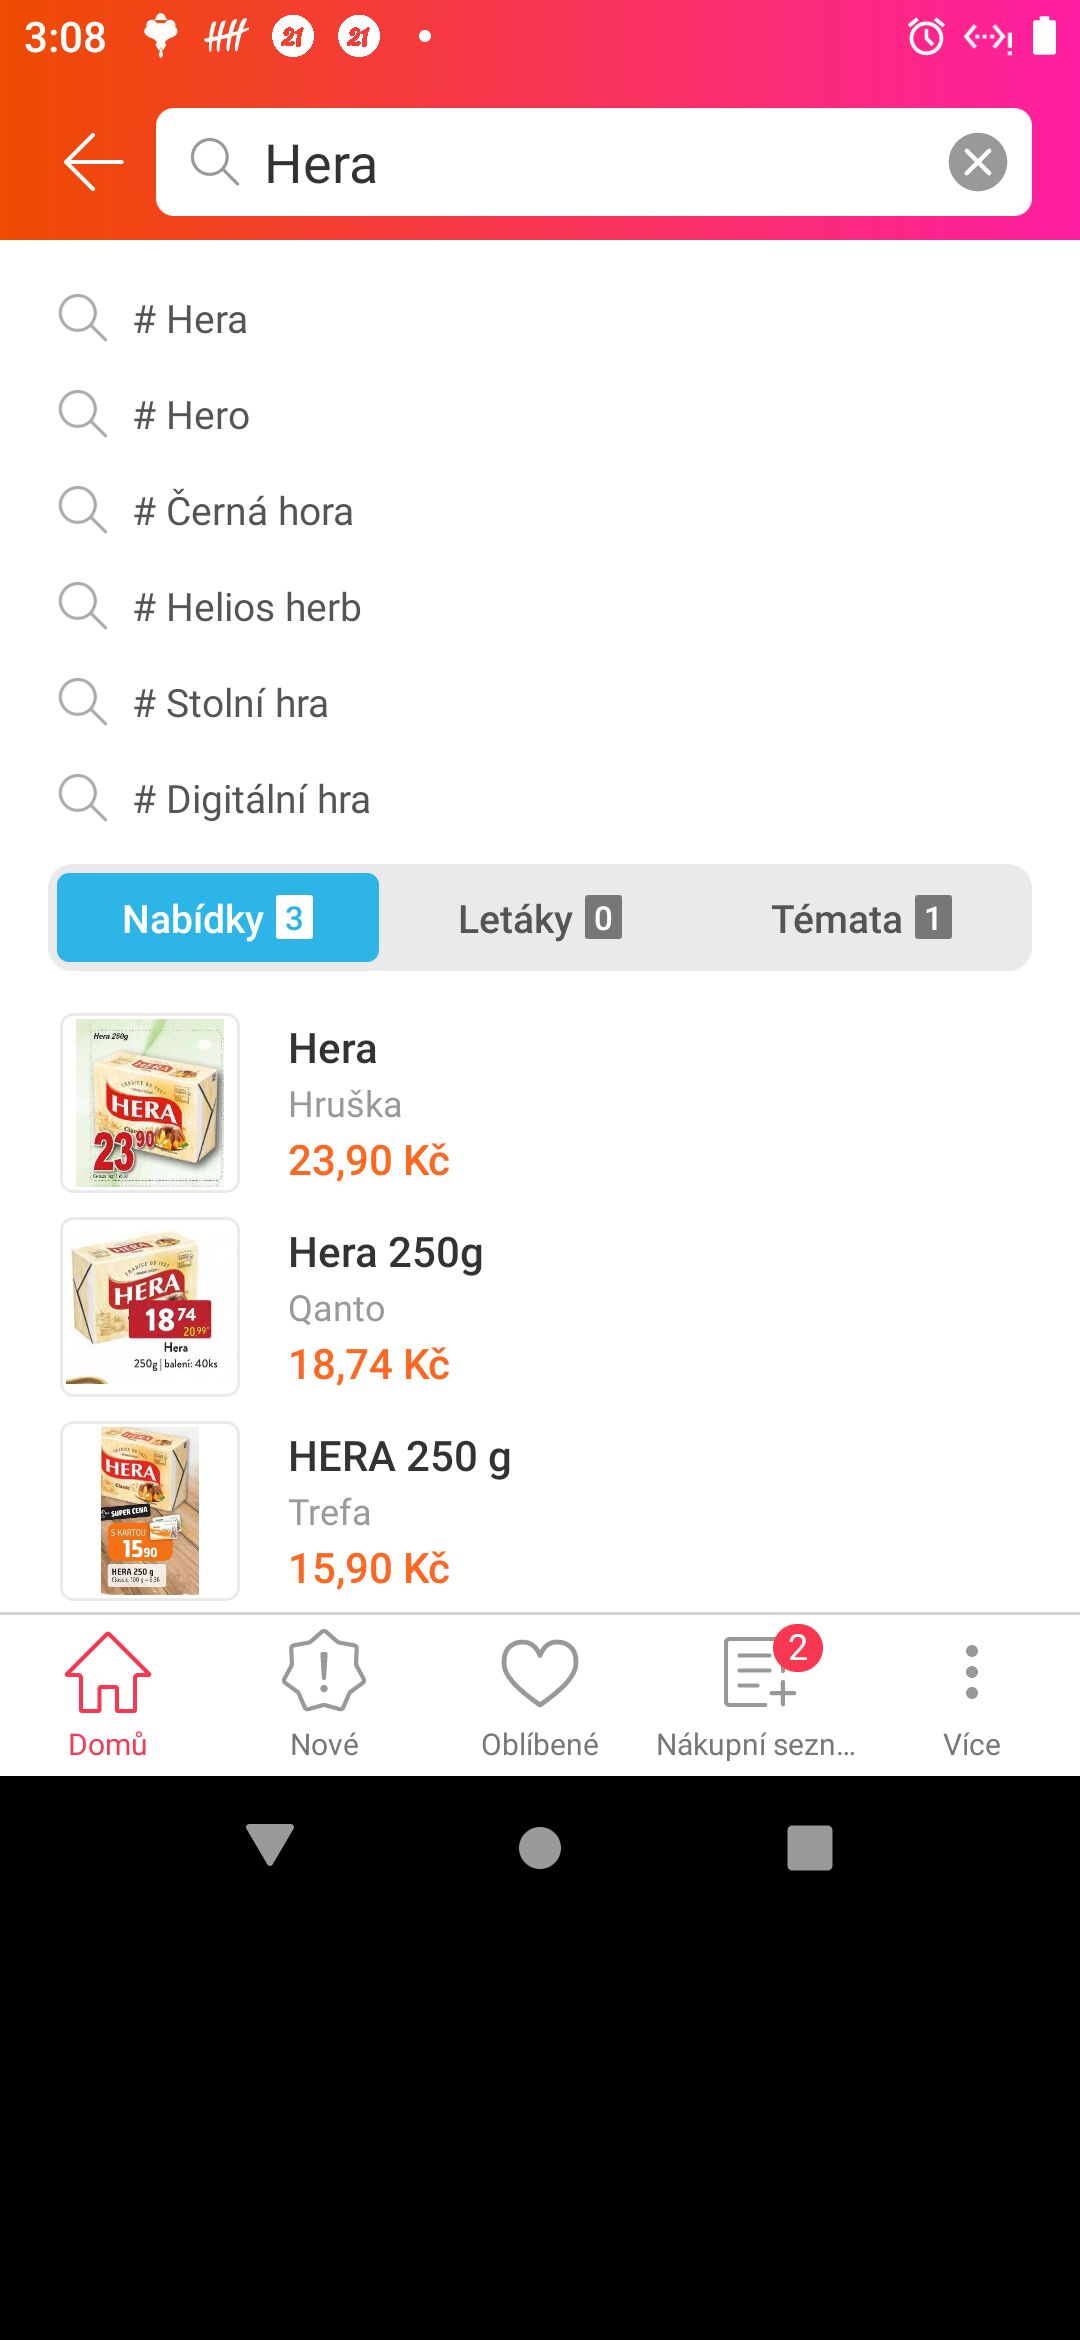 3:08
21
21
Hera
# Hera
# Hero
# Černá hora
# Helios herb
# Stolní hra
# Digitální hra
Nabídky 3
Letáky 0
Témata 1
Hera 250g
HERA
23 90
Hera
Hruška
23,90 Kč
HERA
18 74
20,99*
Hera
250g | balení: 40ks
Hera 250g
Qanto
18,74 Kč
HERA
SUPER CENA
S KARTOU
15 90
HERA 250 g
HERA 250 g
Trefa
15,90 Kč
Domů
Nové
Oblíbené
2
Nákupní sezn...
Více